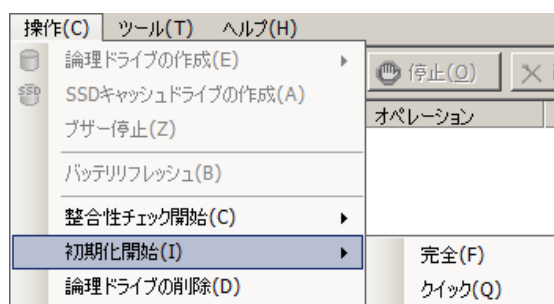 操作(C) ツール(T) ヘルプ(H)
論理ドライブの作成(E)
SSDキャッシュドライブの作成(A)
ブザー停止(Z)
バッテリリフレッシュ(B)
整合性チェック開始(C)
初期化開始(I)
論理ドライブの削除(D)
完全(F)
クイック(Q)
停止(O)
オペレーション
SSD